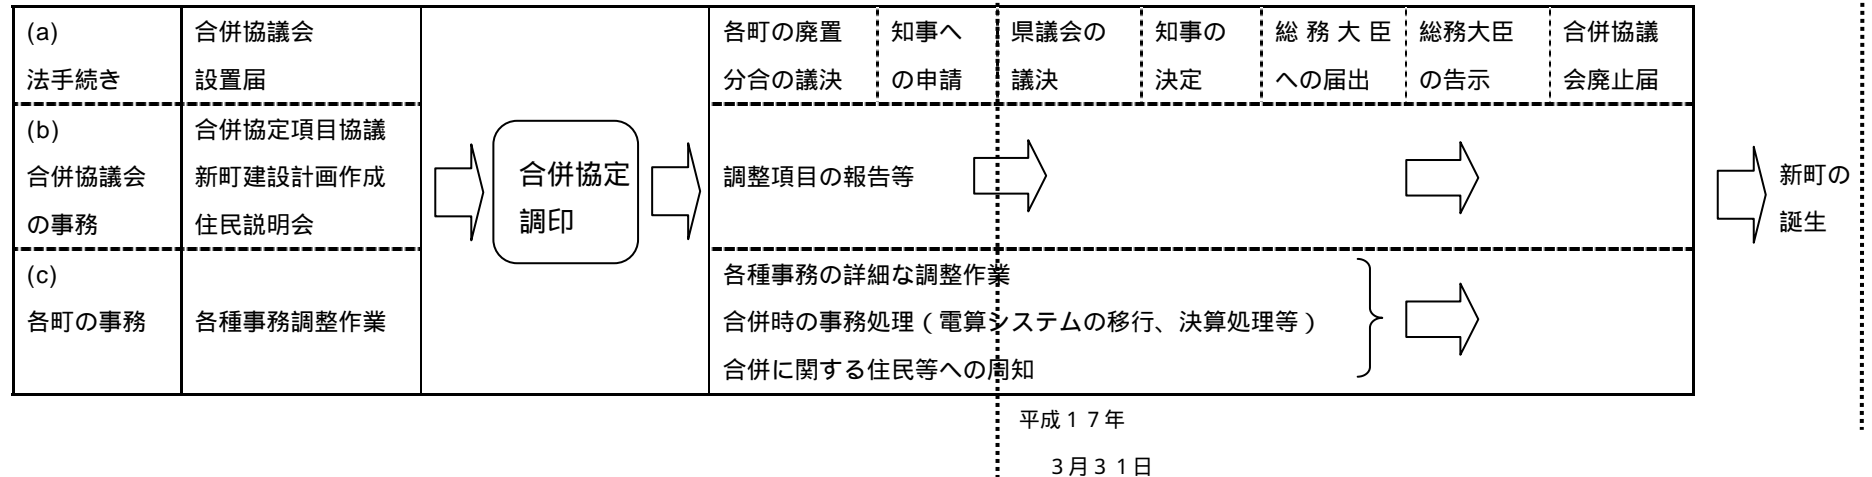 (a)
法手続き
合併協議会
設置届
各町の廃置
分合の議決
知事へ
の申請
県議会の
議決
知事の
決定
総務大臣
への届出
総務大臣
の告示
合併協議
会廃止届
(b)
合併協議会
の事務
合併協定項目協議
新町建設計画作成
住民説明会
合併協定
調印
調整項目の報告等
新町の
誕生
(c)
各町の事務
各種事務調整作業
各種事務の詳細な調整作業
合併時の事務処理（電算システムの移行、決算処理等）
合併に関する住民等への周知
平成１７年
３月３１日